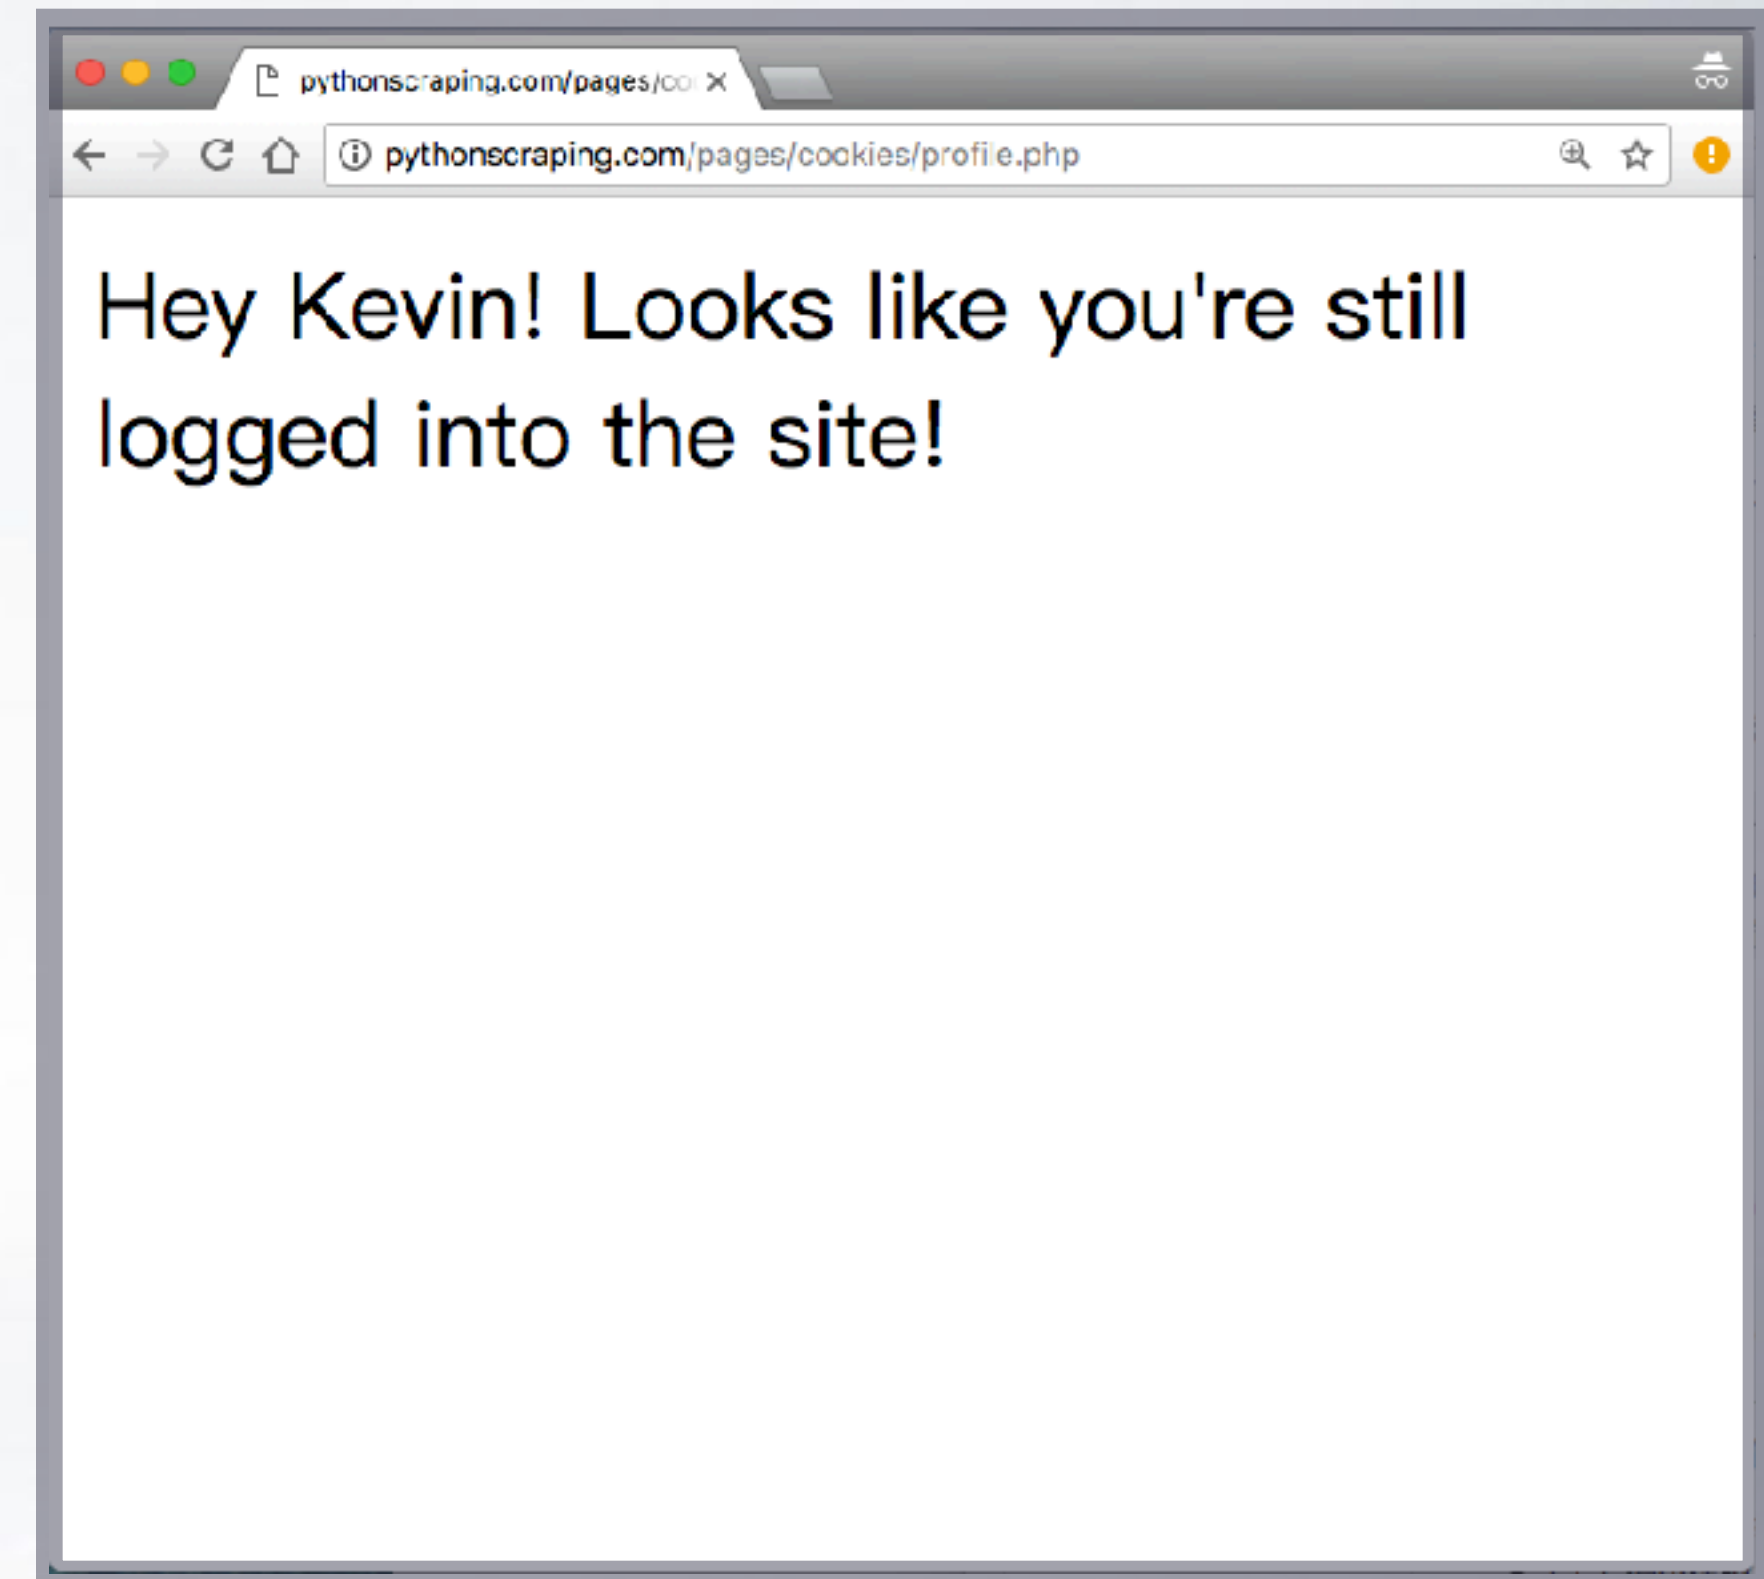 pythonscraping.com/pages/co
pythonscraping.com/pages/cookies/profile.php
Hey Kevin! Looks like you're still
logged into the site!